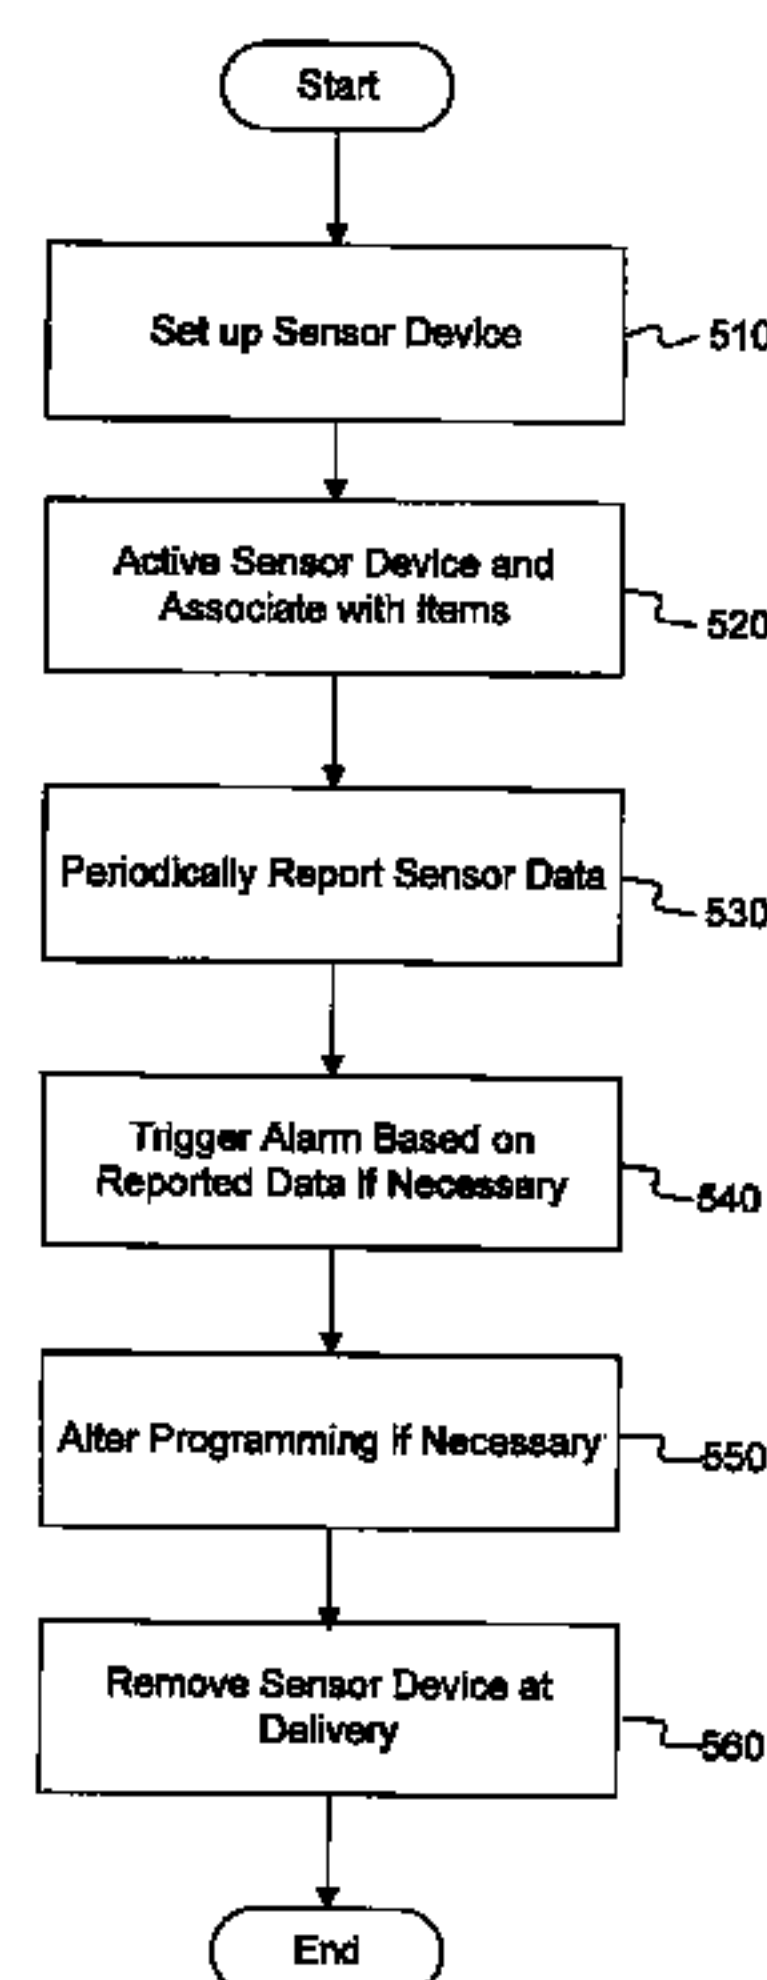 Start
Set up Sensor Device
510
Active Sensor Device and
Associate with Items
520
Periodically Report Sensor Data
530
Trigger Alarm Based on
Reported Data If Necessary
540
Alter Programming If Necessary
550
Remove Sensor Device at
Delivery
560
End